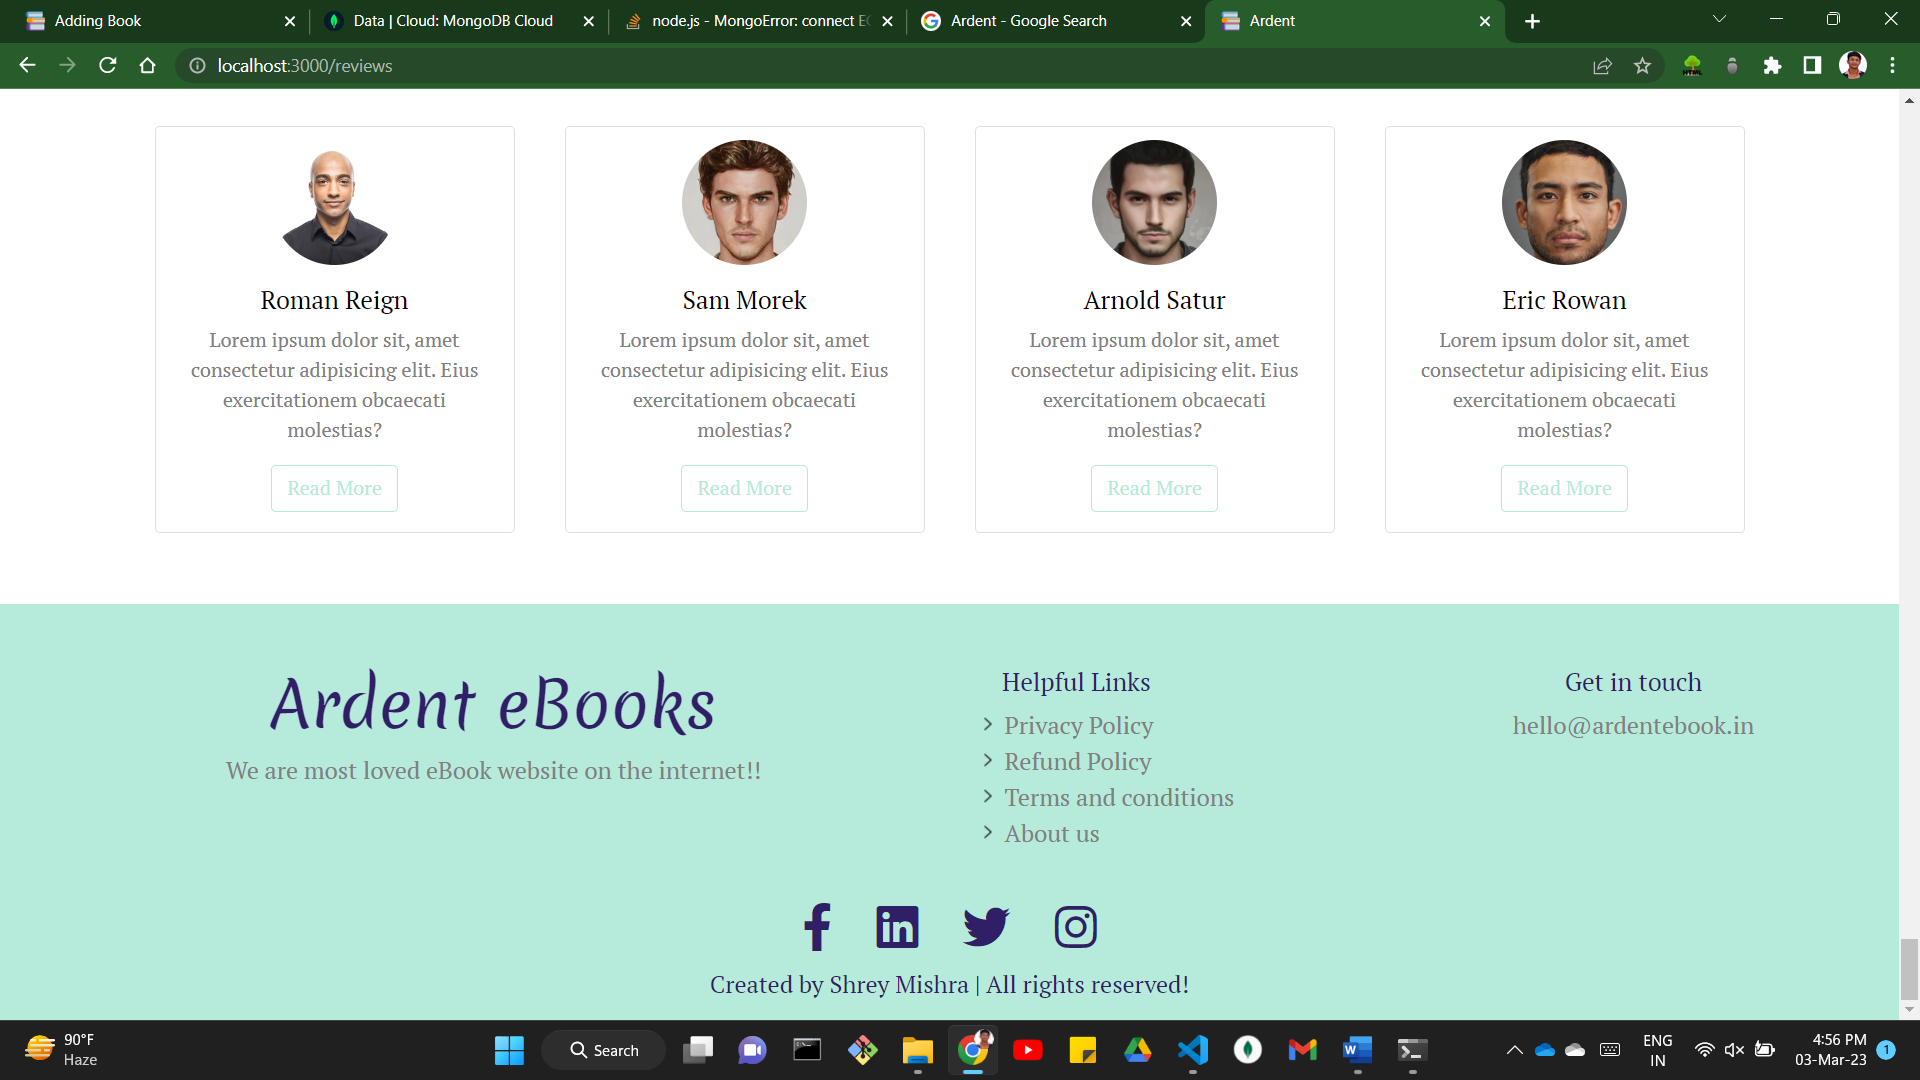 Adding Book
Data | Cloud: MongoDB Cloud
node.js - MongoError: connect EC
Ardent - Google Search
Ardent
localhost:3000/reviews
HTML
Roman Reign
Lorem ipsum dolor sit, amet
consectetur adipisicing elit. Eius
exercitationem obcaecati
molestias?
Read More
Sam Morek
Lorem ipsum dolor sit, amet
consectetur adipisicing elit. Eius
exercitationem obcaecati
molestias?
Read More
Arnold Satur
Lorem ipsum dolor sit, amet
consectetur adipisicing elit. Eius
exercitationem obcaecati
molestias?
Read More
Eric Rowan
Lorem ipsum dolor sit, amet
consectetur adipisicing elit. Eius
exercitationem obcaecati
molestias?
Read More
Ardent eBooks
We are most loved eBook website on the internet!!
Helpful Links
Privacy Policy
Refund Policy
Terms and conditions
About us
Get in touch
hello@ardentebook.in
Created by Shrey Mishra | All rights reserved!
90°F
Haze
Search
ENG
IN
4:56 PM
03-Mar-23
1